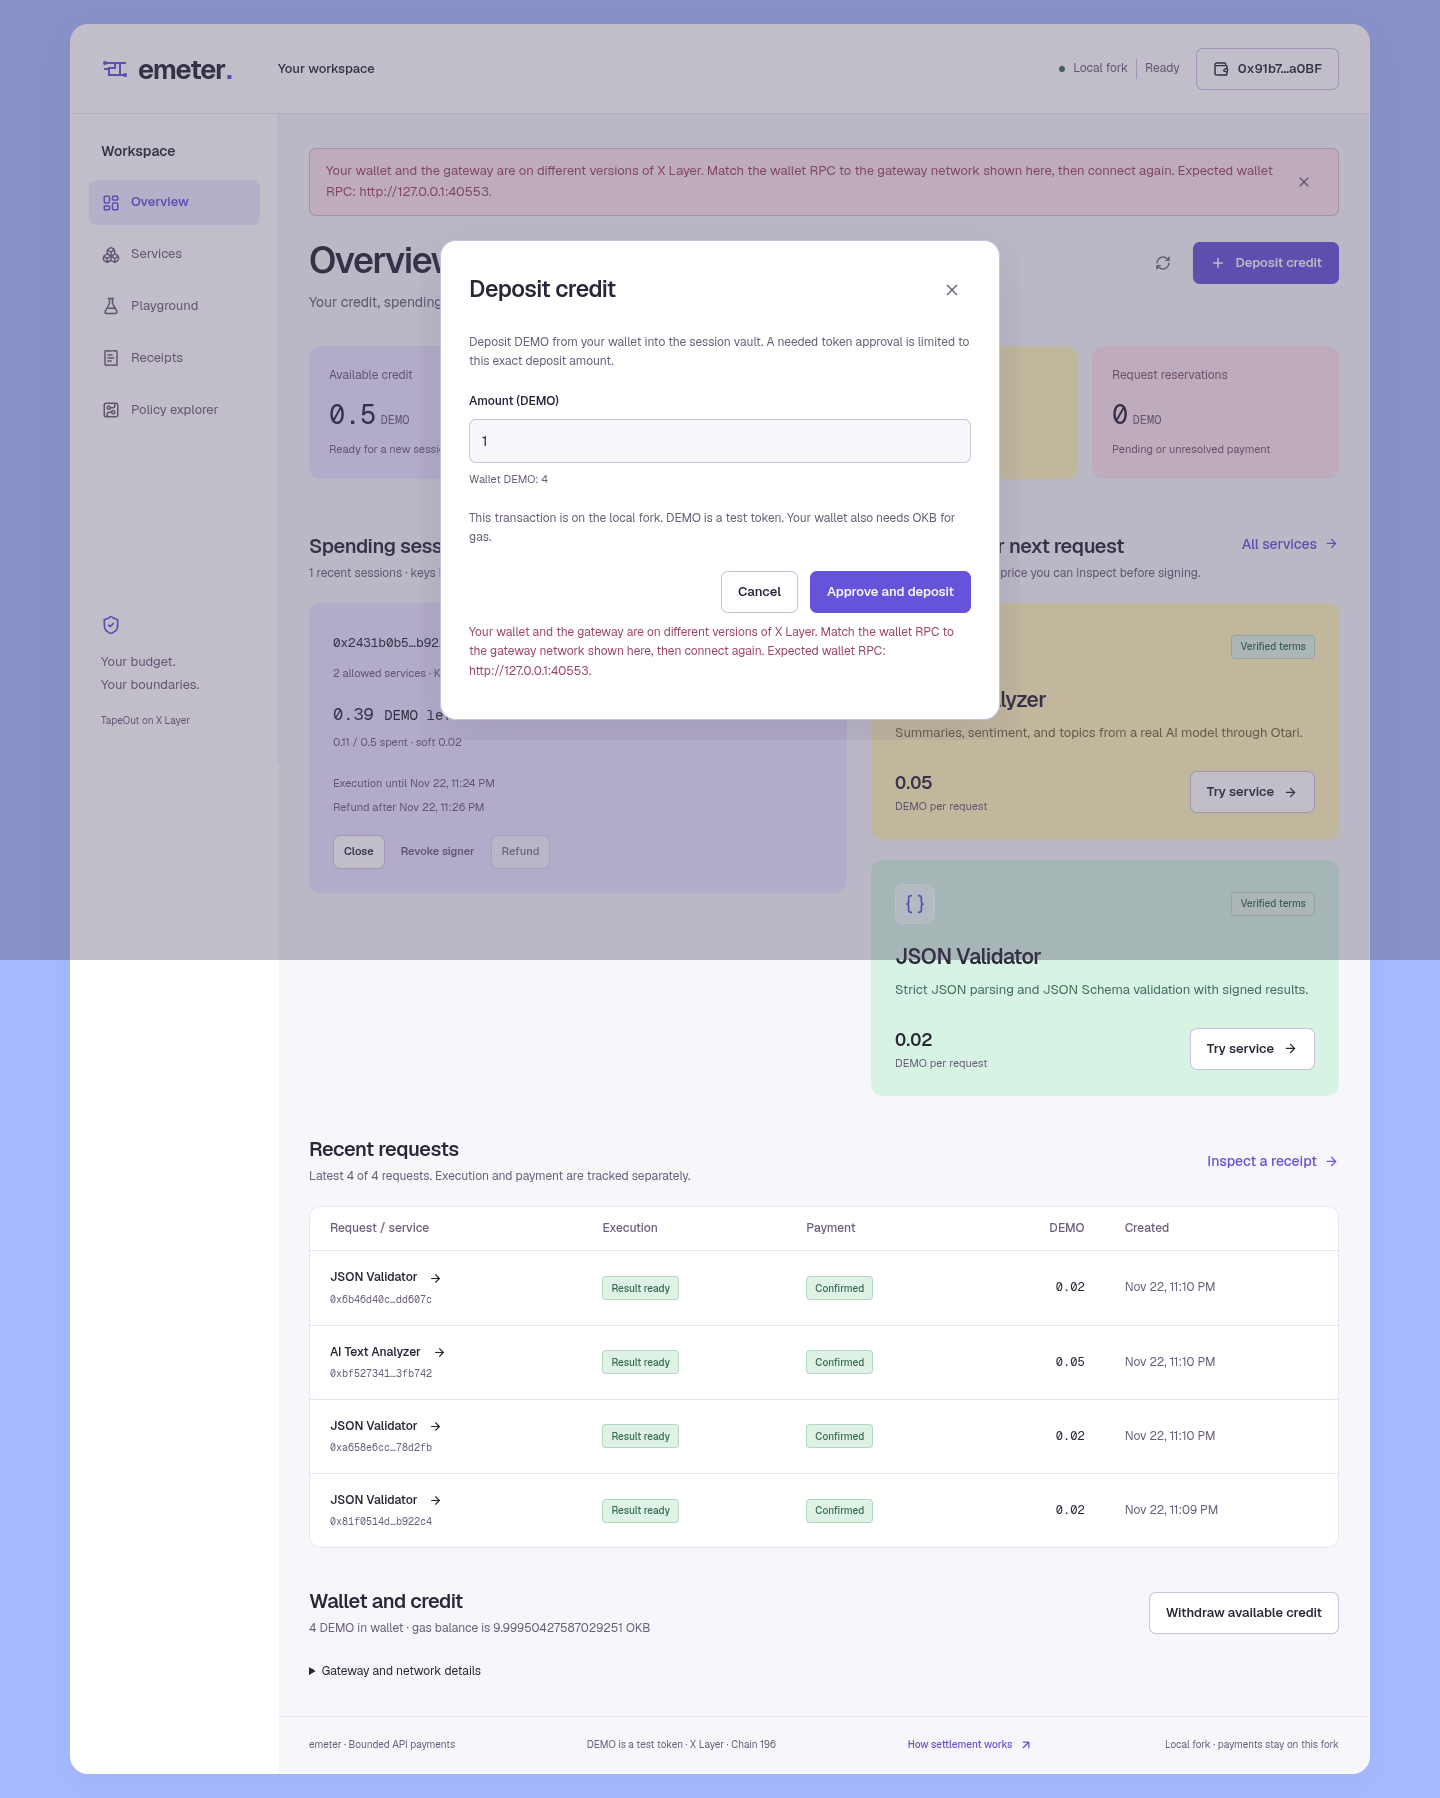 emeter.
Your workspace
Local fork
Ready
0x91b7...a0BF
Workspace
Overview
Services
Playground
Receipts
Policy explorer
Your budget.
Your boundaries.
TapeOut on X Layer
Your wallet and the gateway are on different versions of X Layer. Match the wallet RPC to the gateway network shown here, then connect again. Expected wallet
RPC: http://127.0.0.1:40553.
Overview
Your credit, spending
Deposit credit
Available credit
0.5 DEMO
Ready for a new sessi
Request reservations
0 DEMO
Pending or unresolved payment
Deposit credit
Deposit DEMO from your wallet into the session vault. A needed token approval is limited to
this exact deposit amount.
Amount (DEMO)
1
Wallet DEMO: 4
This transaction is on the local fork. DEMO is a test token. Your wallet also needs OKB for
gas.
Cancel
Approve and deposit
Your wallet and the gateway are on different versions of X Layer. Match the wallet RPC to
the gateway network shown here, then connect again. Expected wallet RPC:
http://127.0.0.1:40553.
Spending sess
1 recent sessions · keys
0x2431b0b5…b92
2 allowed services · K
0.39 DEMO le
0.11 / 0.5 spent · soft 0.02
Execution until Nov 22, 11:24 PM
Refund after Nov 22, 11:26 PM
Close
Revoke signer
Refund
r next request
price you can inspect before signing.
All services
Verified terms
lyzer
Summaries, sentiment, and topics from a real AI model through Otari.
0.05
DEMO per request
Try service
{ }
Verified terms
JSON Validator
Strict JSON parsing and JSON Schema validation with signed results.
0.02
DEMO per request
Try service
Recent requests
Latest 4 of 4 requests. Execution and payment are tracked separately.
Inspect a receipt
Request / service Execution Payment DEMO Created
JSON Validator Result ready Confirmed 0.02 Nov 22, 11:10 PM
0x6b46d40c…dd607c
AI Text Analyzer Result ready Confirmed 0.05 Nov 22, 11:10 PM
0xbf527341…3fb742
JSON Validator Result ready Confirmed 0.02 Nov 22, 11:10 PM
0xa658e6cc…78d2fb
JSON Validator Result ready Confirmed 0.02 Nov 22, 11:09 PM
0x81f0514d…b922c4
Wallet and credit
4 DEMO in wallet · gas balance is 9.99950427587029251 OKB
Withdraw available credit
Gateway and network details
emeter · Bounded API payments
DEMO is a test token · X Layer · Chain 196
How settlement works
Local fork · payments stay on this fork